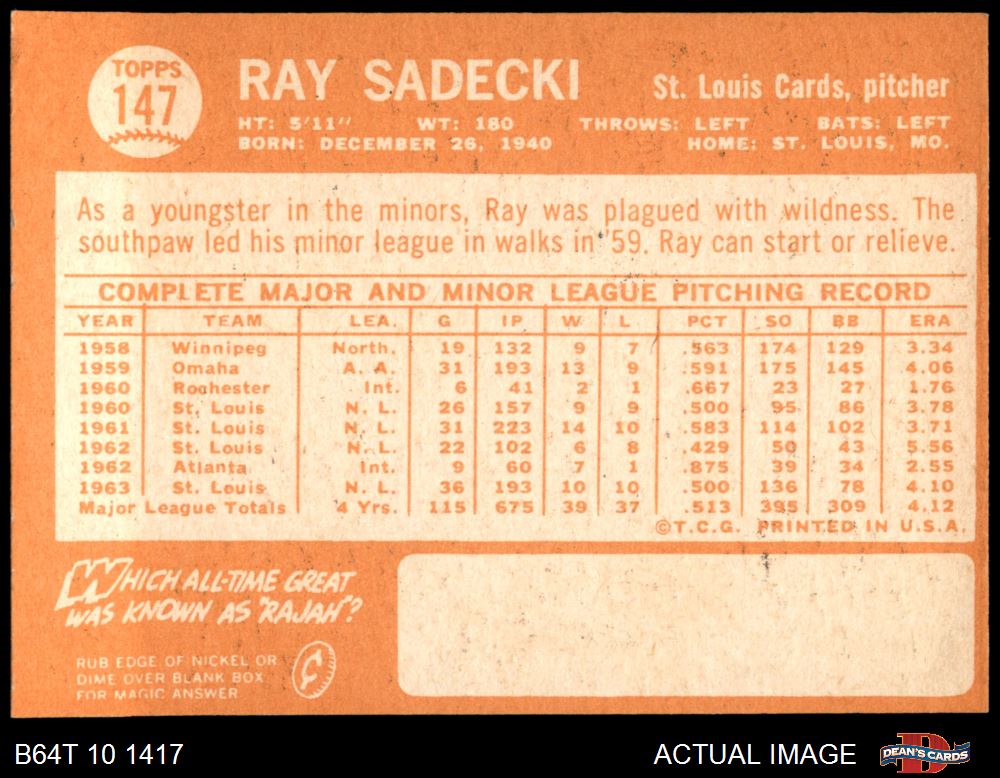 TOPPS
147
RAY SADECKI
St. Louis Cards, pitcher
HT: 5'11" WT: 180 THROWS: LEFT BATS: LEFT
BORN: DECEMBER 26, 1940 HOME: ST. LOUIS, MO.
As a youngster in the minors, Ray was plagued with wildness. The
southpaw led his minor league in walks in '59. Ray can start or relieve.
COMPLETE MAJOR AND MINOR LEAGUE PITCHING RECORD
YEAR TEAM LEA. G IP W L PCT SO BB ERA
1958 Winnipeg North. 19 132 9 7 .563 174 129 3.34
1959 Omaha A. A. 31 193 13 9 .591 175 145 4.06
1960 Rochester Int. 6 41 2 1 .667 23 27 1.76
1960 St. Louis N. L. 26 157 9 9 .500 95 86 3.78
1961 St. Louis N. L. 31 223 14 10 .583 114 102 3.71
1962 St. Louis N. L. 22 102 6 8 .429 50 43 5.56
1962 Atlanta Int. 9 60 7 1 .875 39 34 2.55
1963 St. Louis N. L. 36 193 10 10 .500 136 78 4.10
Major League Totals 4 Yrs. 115 675 39 37 .513 395 309 4.12
©T.C.G. PRINTED IN U.S.A.
WHICH ALL-TIME GREAT
WAS KNOWN AS "RAJAH"?
RUB EDGE OF NICKEL OR
DIME OVER BLANK BOX
FOR MAGIC ANSWER
B64T 10 1417
ACTUAL IMAGE
DEAN'S CARDS